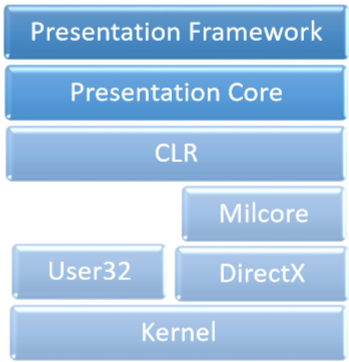 Presentation Framework
Presentation Core
CLR
Milcore
User32
DirectX
Kernel